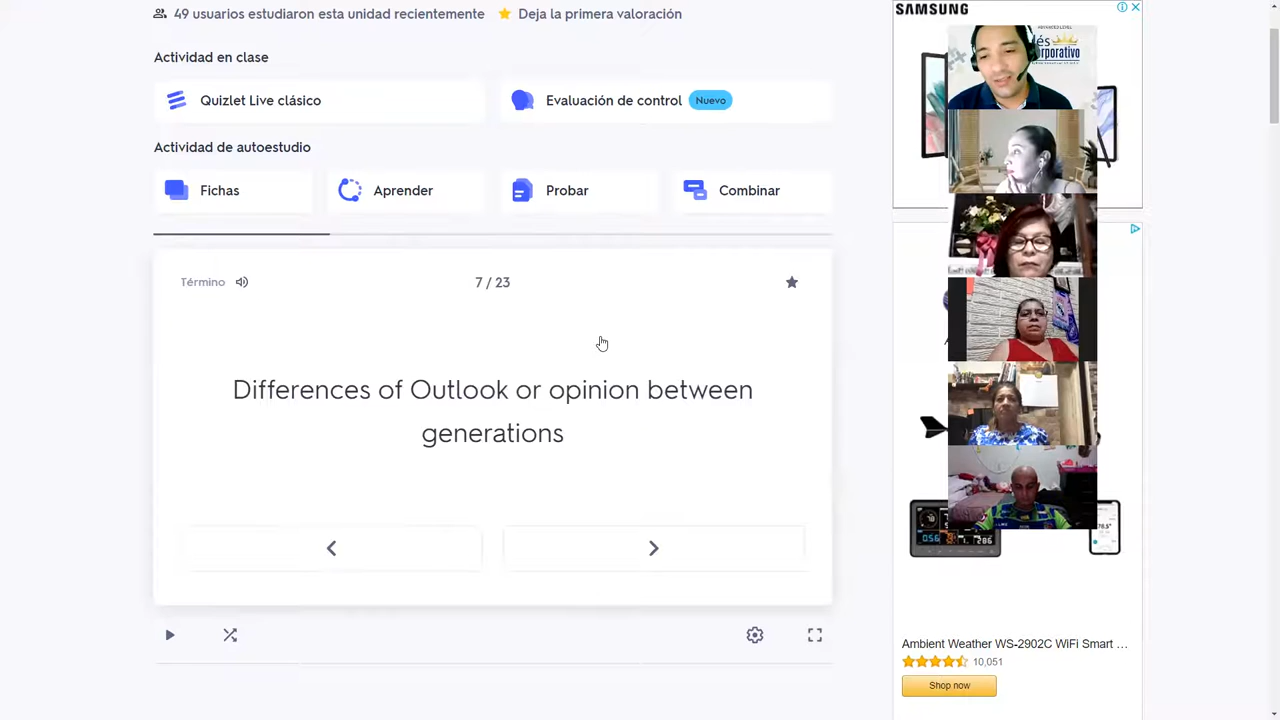 49 usuarios estudiaron esta unidad recientemente
Deja la primera valoración
Actividad en clase
Quizlet Live clásico
Evaluación de control
Nuevo
Actividad de autoestudio
Fichas
Aprender
Probar
Combinar
Término
7 / 23
Differences of Outlook or opinion between
generations
SAMSUNG
és
orporativo
Ambient Weather WS-2902C WiFi Smart …
10,051
Shop now